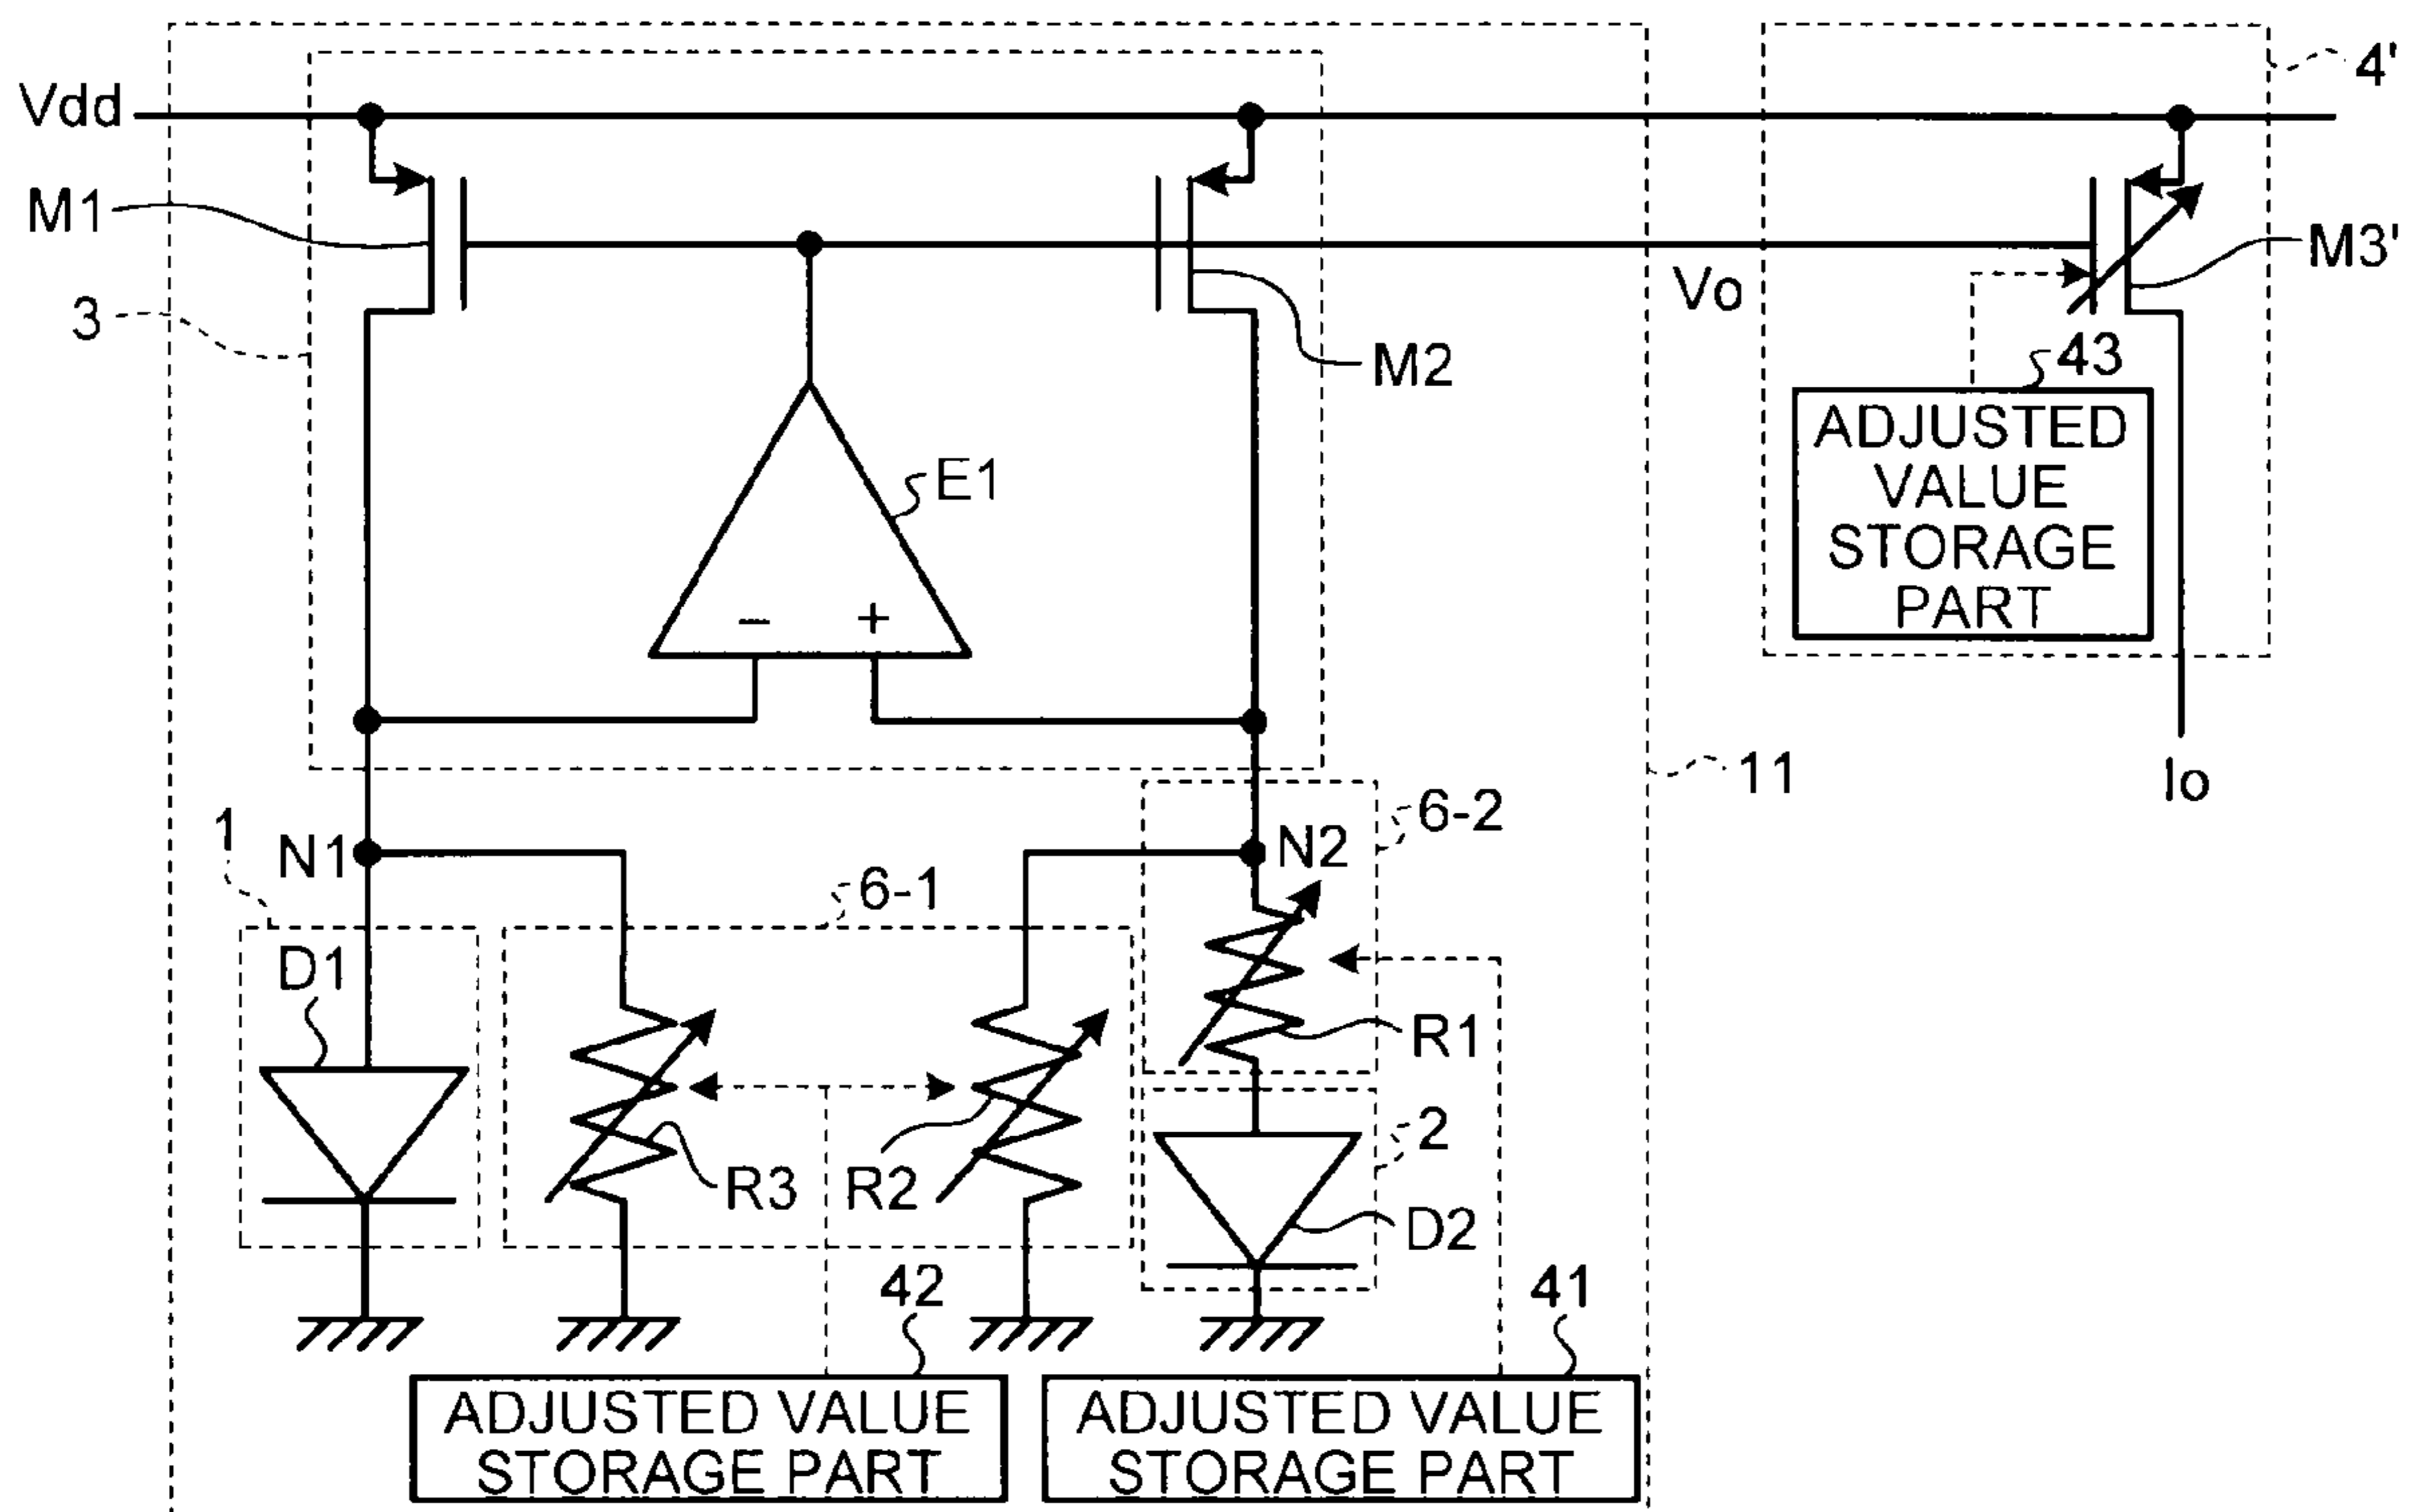 4'
Vdd
M1
M3'
Vo
3
M2
43
ADJUSTED
VALUE
STORAGE
PART
E1
− +
11
Io
6-2
1
N1
N2
6-1
D1
R1
R3
R2
2
D2
42
41
ADJUSTED VALUE
STORAGE PART
ADJUSTED VALUE
STORAGE PART